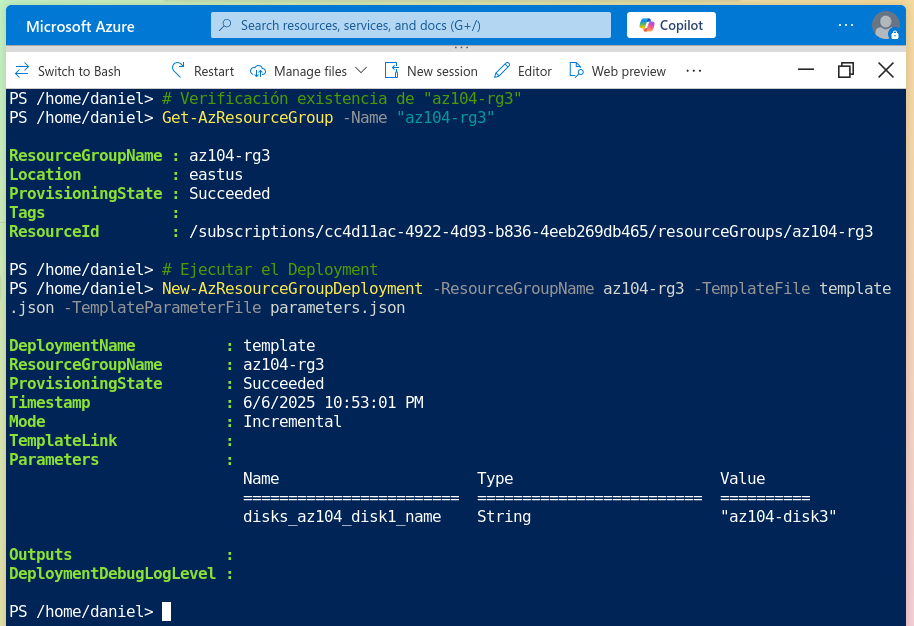 Microsoft Azure
Search resources, services, and docs (G+/)
Copilot
...
Switch to Bash
Restart
Manage files
New session
Editor
Web preview
...
PS /home/daniel> # Verificación existencia de "az104-rg3"
PS /home/daniel> Get-AzResourceGroup -Name "az104-rg3"
ResourceGroupName : az104-rg3
Location          : eastus
ProvisioningState : Succeeded
Tags              :
ResourceId        : /subscriptions/cc4d11ac-4922-4d93-b836-4eeb269db465/resourceGroups/az104-rg3
PS /home/daniel> # Ejecutar el Deployment
PS /home/daniel> New-AzResourceGroupDeployment -ResourceGroupName az104-rg3 -TemplateFile template
.json -TemplateParameterFile parameters.json
DeploymentName          : template
ResourceGroupName       : az104-rg3
ProvisioningState       : Succeeded
Timestamp               : 6/6/2025 10:53:01 PM
Mode                    : Incremental
TemplateLink            :
Parameters              :
                          Name                      Type                       Value
                          ========================  =========================  ==========
                          disks_az104_disk1_name    String                     "az104-disk3"
Outputs                 :
DeploymentDebugLogLevel :
PS /home/daniel>